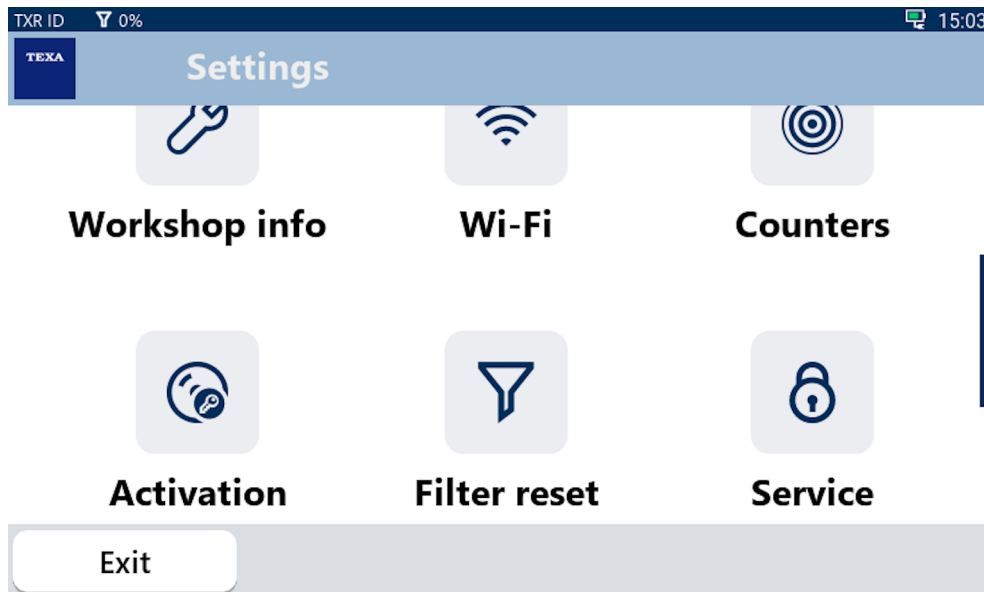 TXR ID 0% 15:03
TEXA Settings
Workshop info Wi-Fi Counters
Activation Filter reset Service
Exit